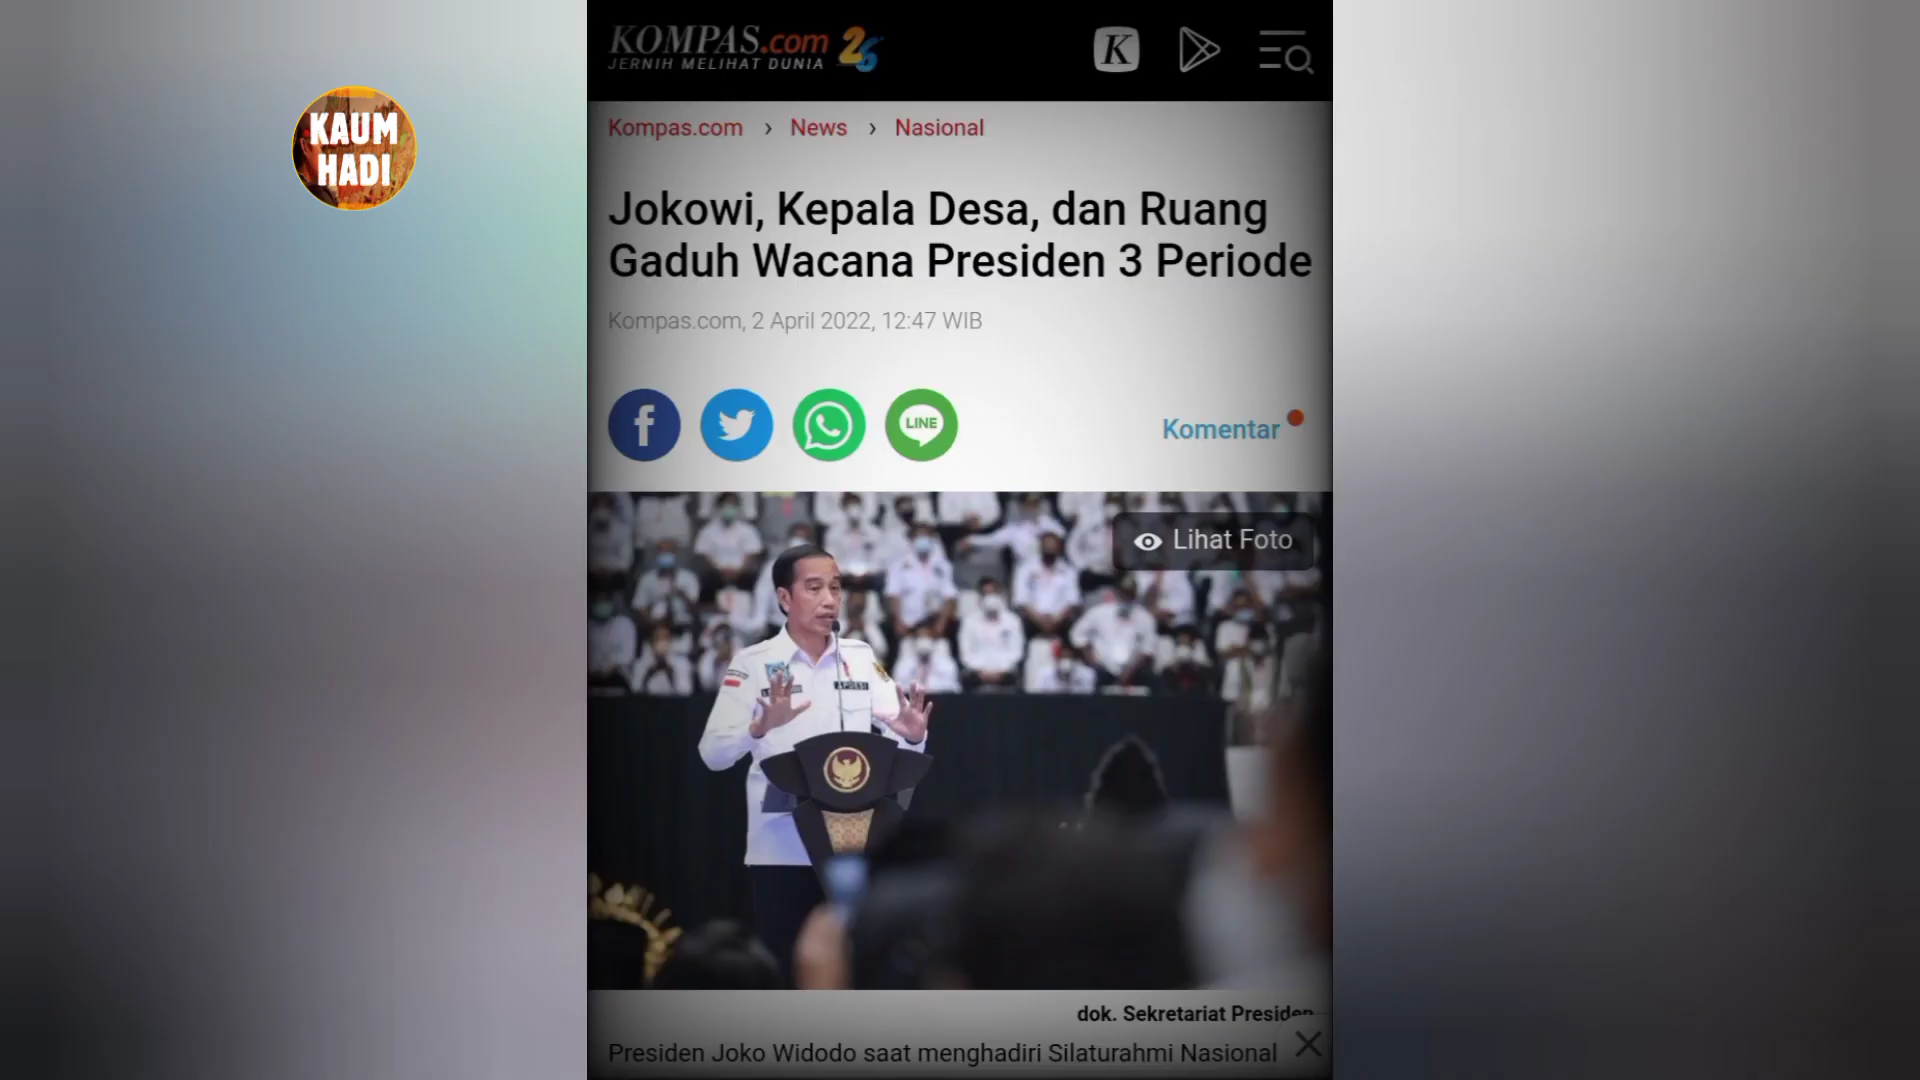 KAUM
HADI
KOMPAS.com 26
JERNIH MELIHAT DUNIA
K
Kompas.com › News › Nasional
Jokowi, Kepala Desa, dan Ruang
Gaduh Wacana Presiden 3 Periode
Kompas.com, 2 April 2022, 12:47 WIB
f
LINE
Komentar
Lihat Foto
APDESI
dok. Sekretariat Presiden
Presiden Joko Widodo saat menghadiri Silaturahmi Nasional